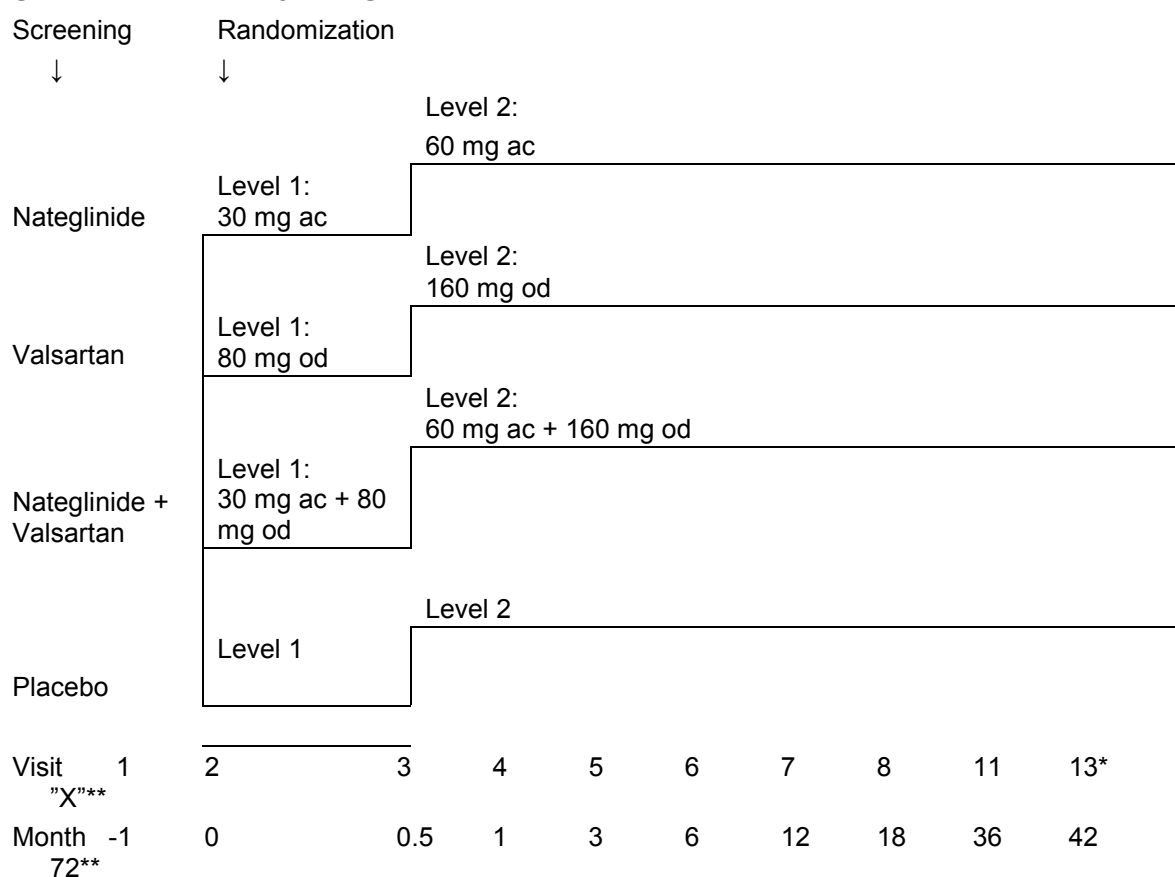 Screening Randomization
↓ ↓
Level 2:
60 mg ac
Level 1:
Nateglinide 30 mg ac
Level 2:
160 mg od
Level 1:
Valsartan 80 mg od
Level 2:
60 mg ac + 160 mg od
Level 1:
Nateglinide + 30 mg ac + 80
Valsartan mg od
Level 2
Level 1
Placebo
Visit 1 2 3 4 5 6 7 8 11 13*
”X”**
Month -1 0 0.5 1 3 6 12 18 36 42
72**